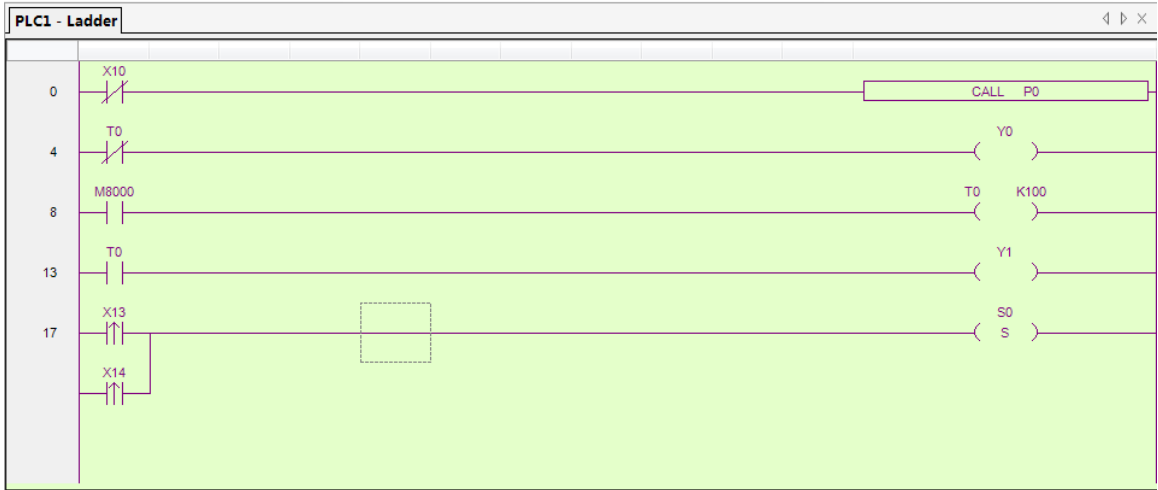 PLC1 - Ladder
X10
0 CALL P0
T0 Y0
4
M8000 T0 K100
8
T0 Y1
13
X13 S0
17 S
X14